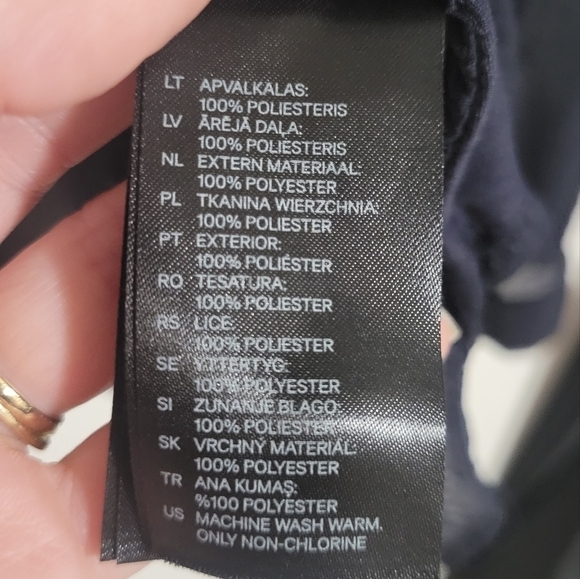 LT APVALKALAS:
100% POLIESTERIS
LV ĀRĒJĀ DAĻA:
100% POLIESTERIS
NL EXTERN MATERIAAL:
100% POLYESTER
PL TKANINA WIERZCHNIA:
100% POLIESTER
PT EXTERIOR:
100% POLIÉSTER
RO ȚESATURA:
100% POLIESTER
RS LICE:
100% POLIESTER
SE YTTERTYG:
100% POLYESTER
SI ZUNANJE BLAGO:
100% POLIESTER
SK VRCHNÝ MATERIÁL:
100% POLYESTER
TR ANA KUMAŞ:
%100 POLYESTER
US MACHINE WASH WARM.
ONLY NON-CHLORINE